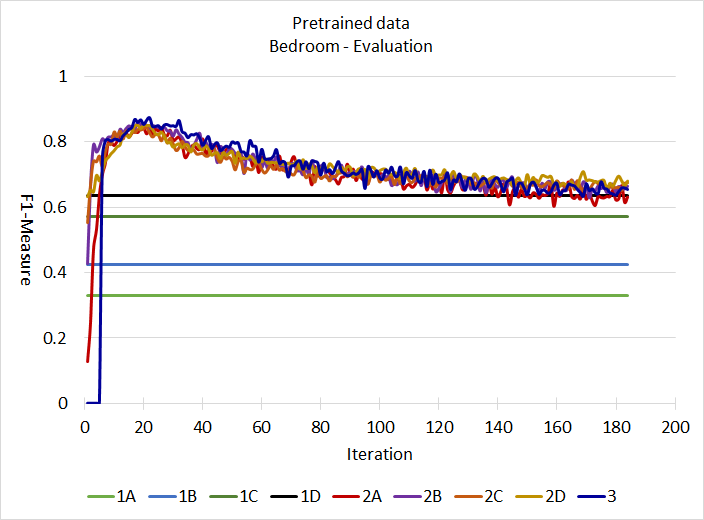 Pretrained data
Bedroom - Evaluation
1
0.8
0.6
0.4
0.2
0
F1-Measure
0 20 40 60 80 100 120 140 160 180 200
Iteration
1A 1B 1C 1D 2A 2B 2C 2D 3